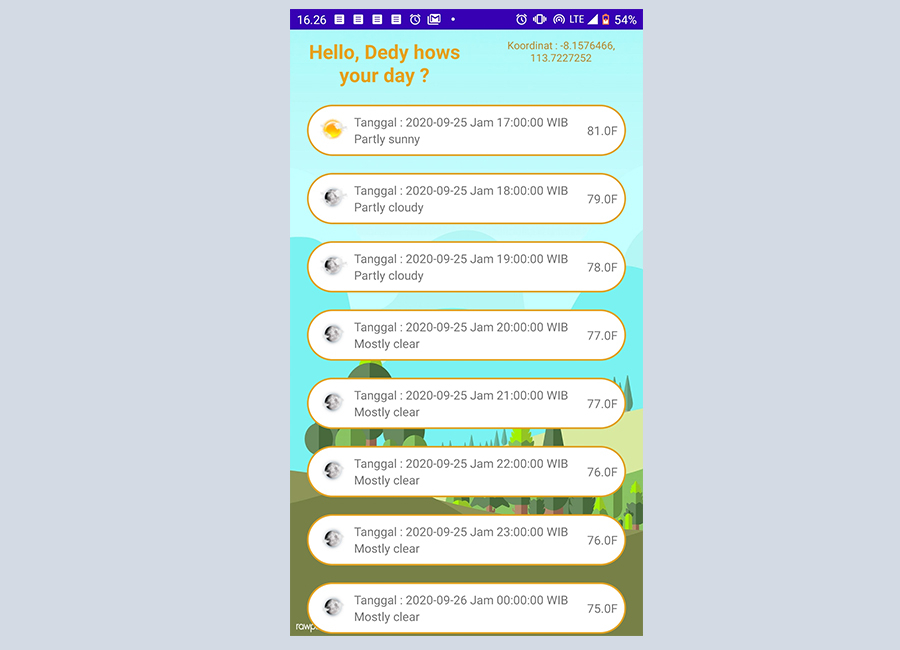 16.26
LTE 54%
Hello, Dedy hows
your day ?
Koordinat : -8.1576466,
113.7227252
Tanggal : 2020-09-25 Jam 17:00:00 WIB
Partly sunny
81.0F
Tanggal : 2020-09-25 Jam 18:00:00 WIB
Partly cloudy
79.0F
Tanggal : 2020-09-25 Jam 19:00:00 WIB
Partly cloudy
78.0F
Tanggal : 2020-09-25 Jam 20:00:00 WIB
Mostly clear
77.0F
Tanggal : 2020-09-25 Jam 21:00:00 WIB
Mostly clear
77.0F
Tanggal : 2020-09-25 Jam 22:00:00 WIB
Mostly clear
76.0F
Tanggal : 2020-09-25 Jam 23:00:00 WIB
Mostly clear
76.0F
Tanggal : 2020-09-26 Jam 00:00:00 WIB
Mostly clear
75.0F